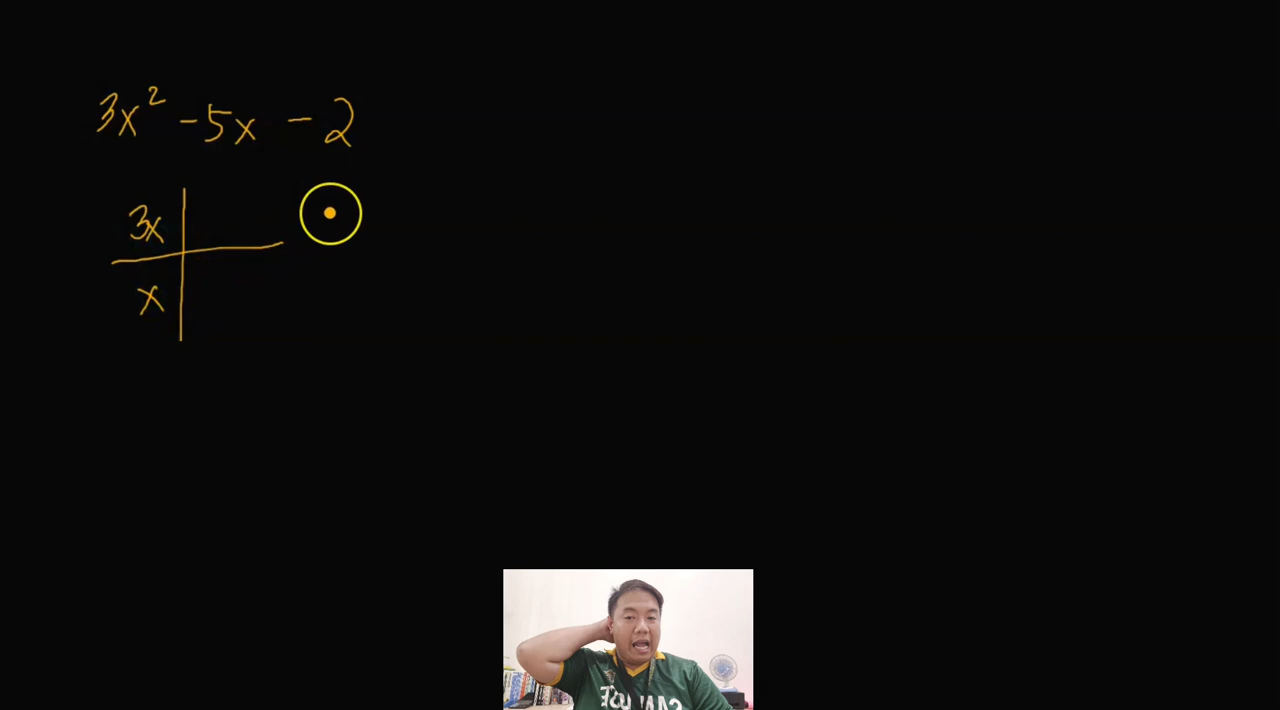 3x² - 5x - 2
3x
x